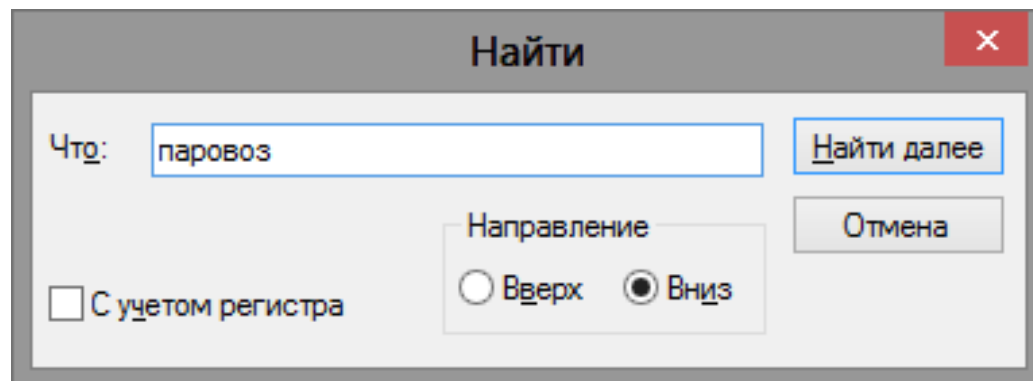 Найти
Что: паровоз Найти далее
Направление Отмена
С учетом регистра Вверх Вниз